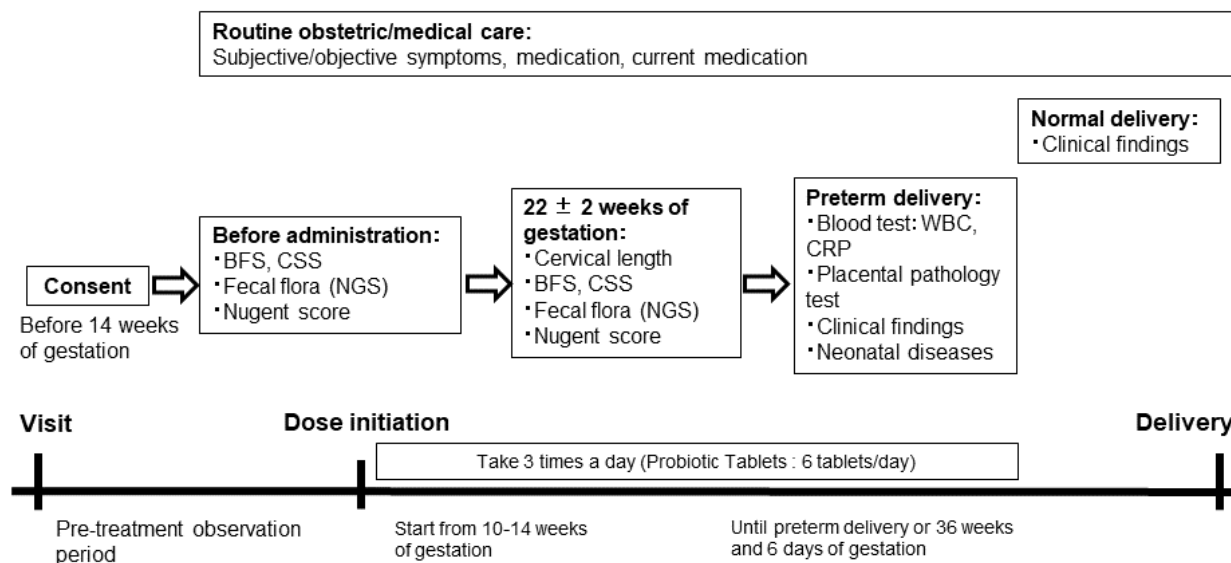 Routine obstetric/medical care:
Subjective/objective symptoms, medication, current medication
Normal delivery:
・Clinical findings
Consent
Before 14 weeks
of gestation
Before administration:
・BFS, CSS
・Fecal flora (NGS)
・Nugent score
22 ± 2 weeks of
gestation:
・Cervical length
・BFS, CSS
・Fecal flora (NGS)
・Nugent score
Preterm delivery:
・Blood test: WBC,
CRP
・Placental pathology
test
・Clinical findings
・Neonatal diseases
Visit
Dose initiation
Delivery
Take 3 times a day (Probiotic Tablets : 6 tablets/day)
Pre-treatment observation
period
Start from 10-14 weeks
of gestation
Until preterm delivery or 36 weeks
and 6 days of gestation